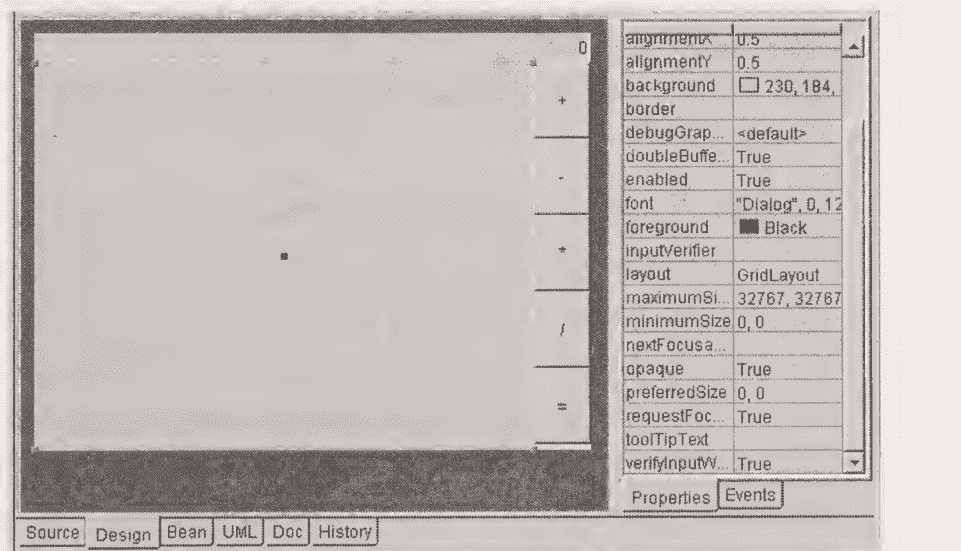 0
+
-
*
/
=
alignmentX 0.5
alignmentY 0.5
background 230, 184,
border
debugGrap... <default>
doubleBuffe... True
enabled True
font "Dialog", 0, 12
foreground Black
inputVerifier
layout GridLayout
maximumSi... 32767, 32767
minimumSize 0, 0
nextFocusa...
opaque True
preferredSize 0, 0
requestFoc... True
toolTipText
verifyInputW... True
Properties Events
Source Design Bean UML Doc History